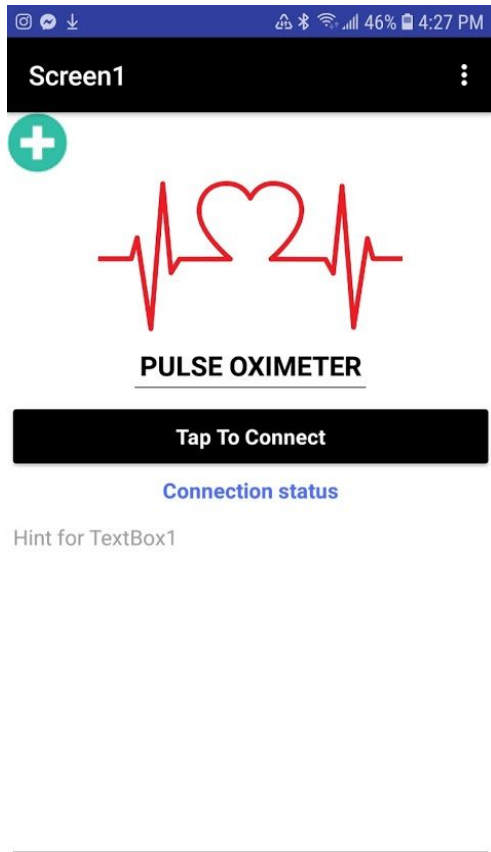 46% 4:27 PM
Screen1
PULSE OXIMETER
Tap To Connect
Connection status
Hint for TextBox1